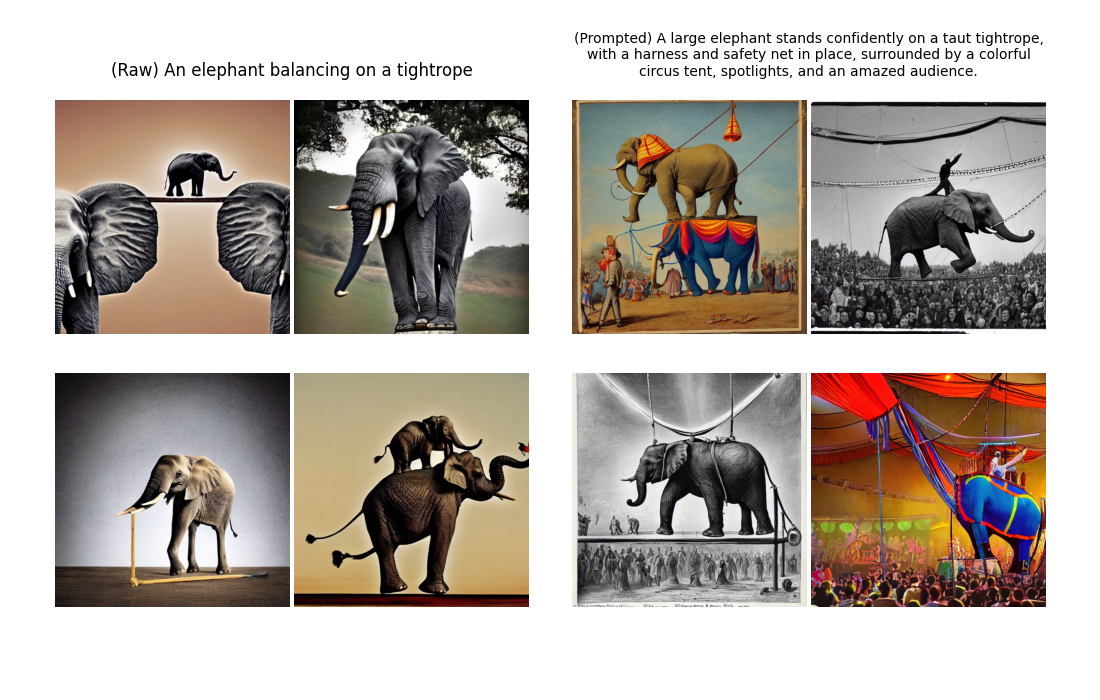 (Raw) An elephant balancing on a tightrope
(Prompted) A large elephant stands confidently on a taut tightrope,
with a harness and safety net in place, surrounded by a colorful
circus tent, spotlights, and an amazed audience.